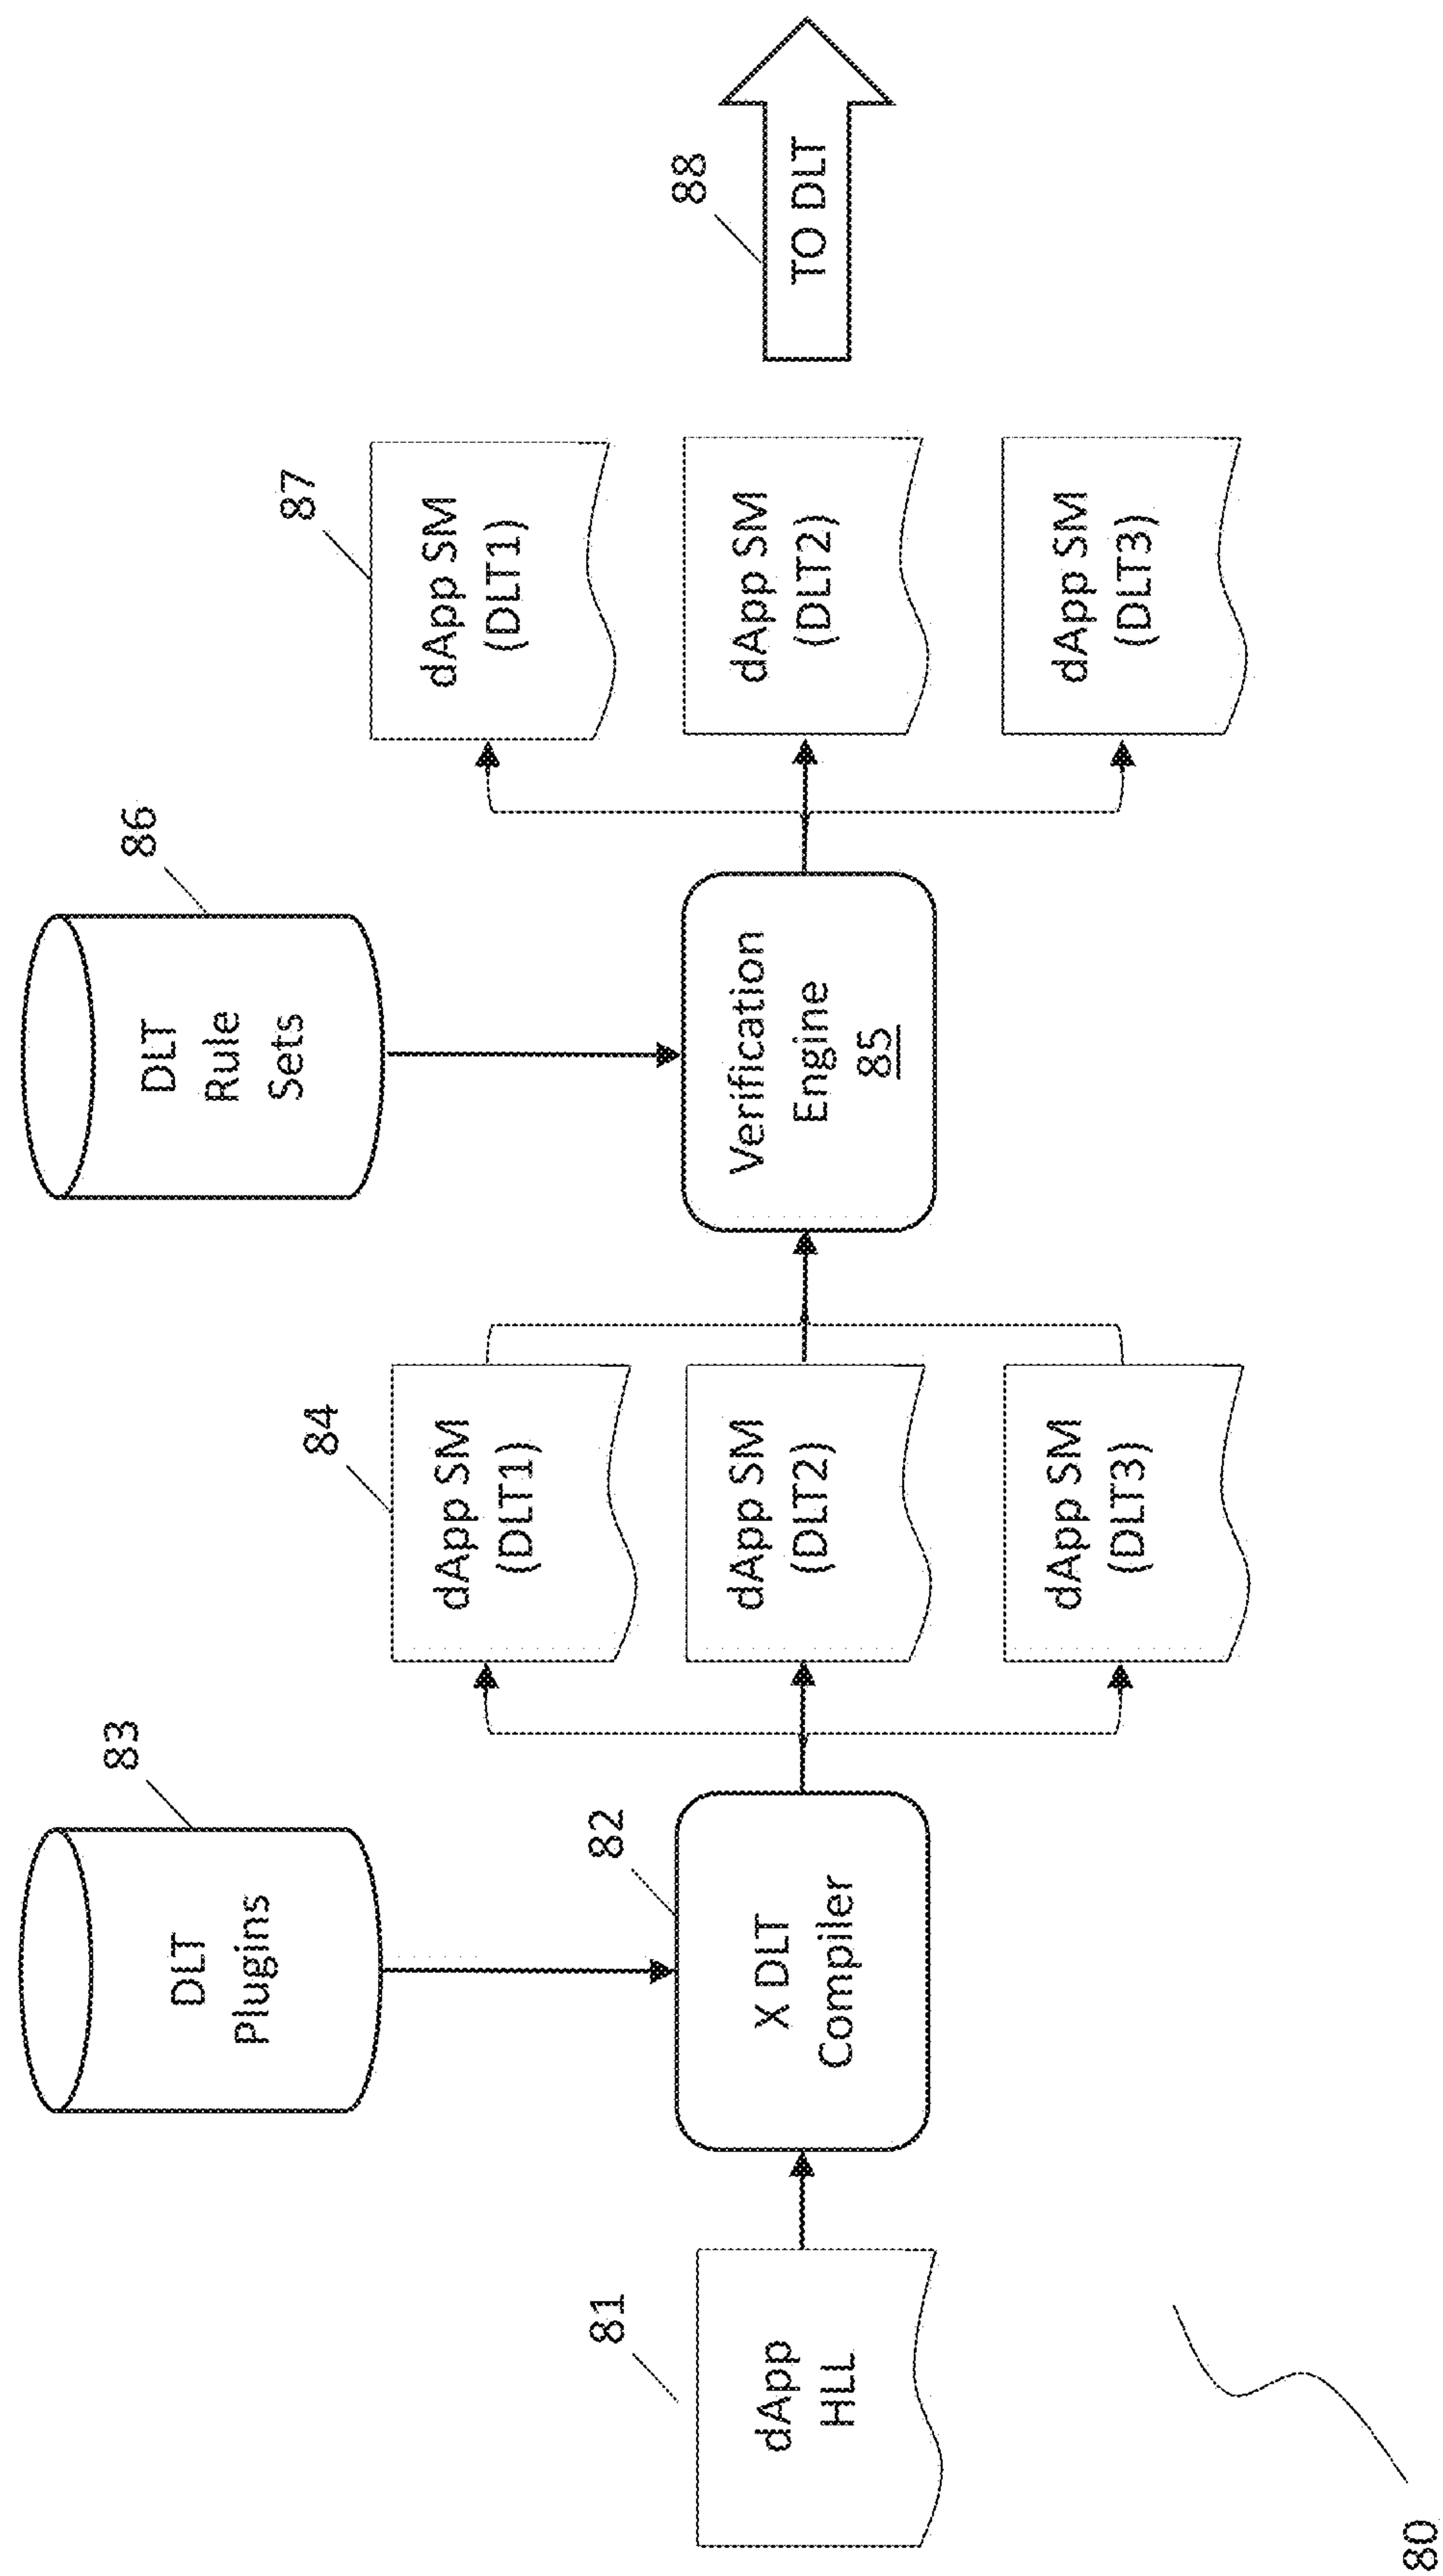 83
DLT
Plugins
86
DLT
Rule
Sets
81
dApp
HLL
82
X DLT
Compiler
84
dApp SM
(DLT1)
dApp SM
(DLT2)
dApp SM
(DLT3)
Verification
Engine
85
87
dApp SM
(DLT1)
dApp SM
(DLT2)
dApp SM
(DLT3)
88
TO DLT
80